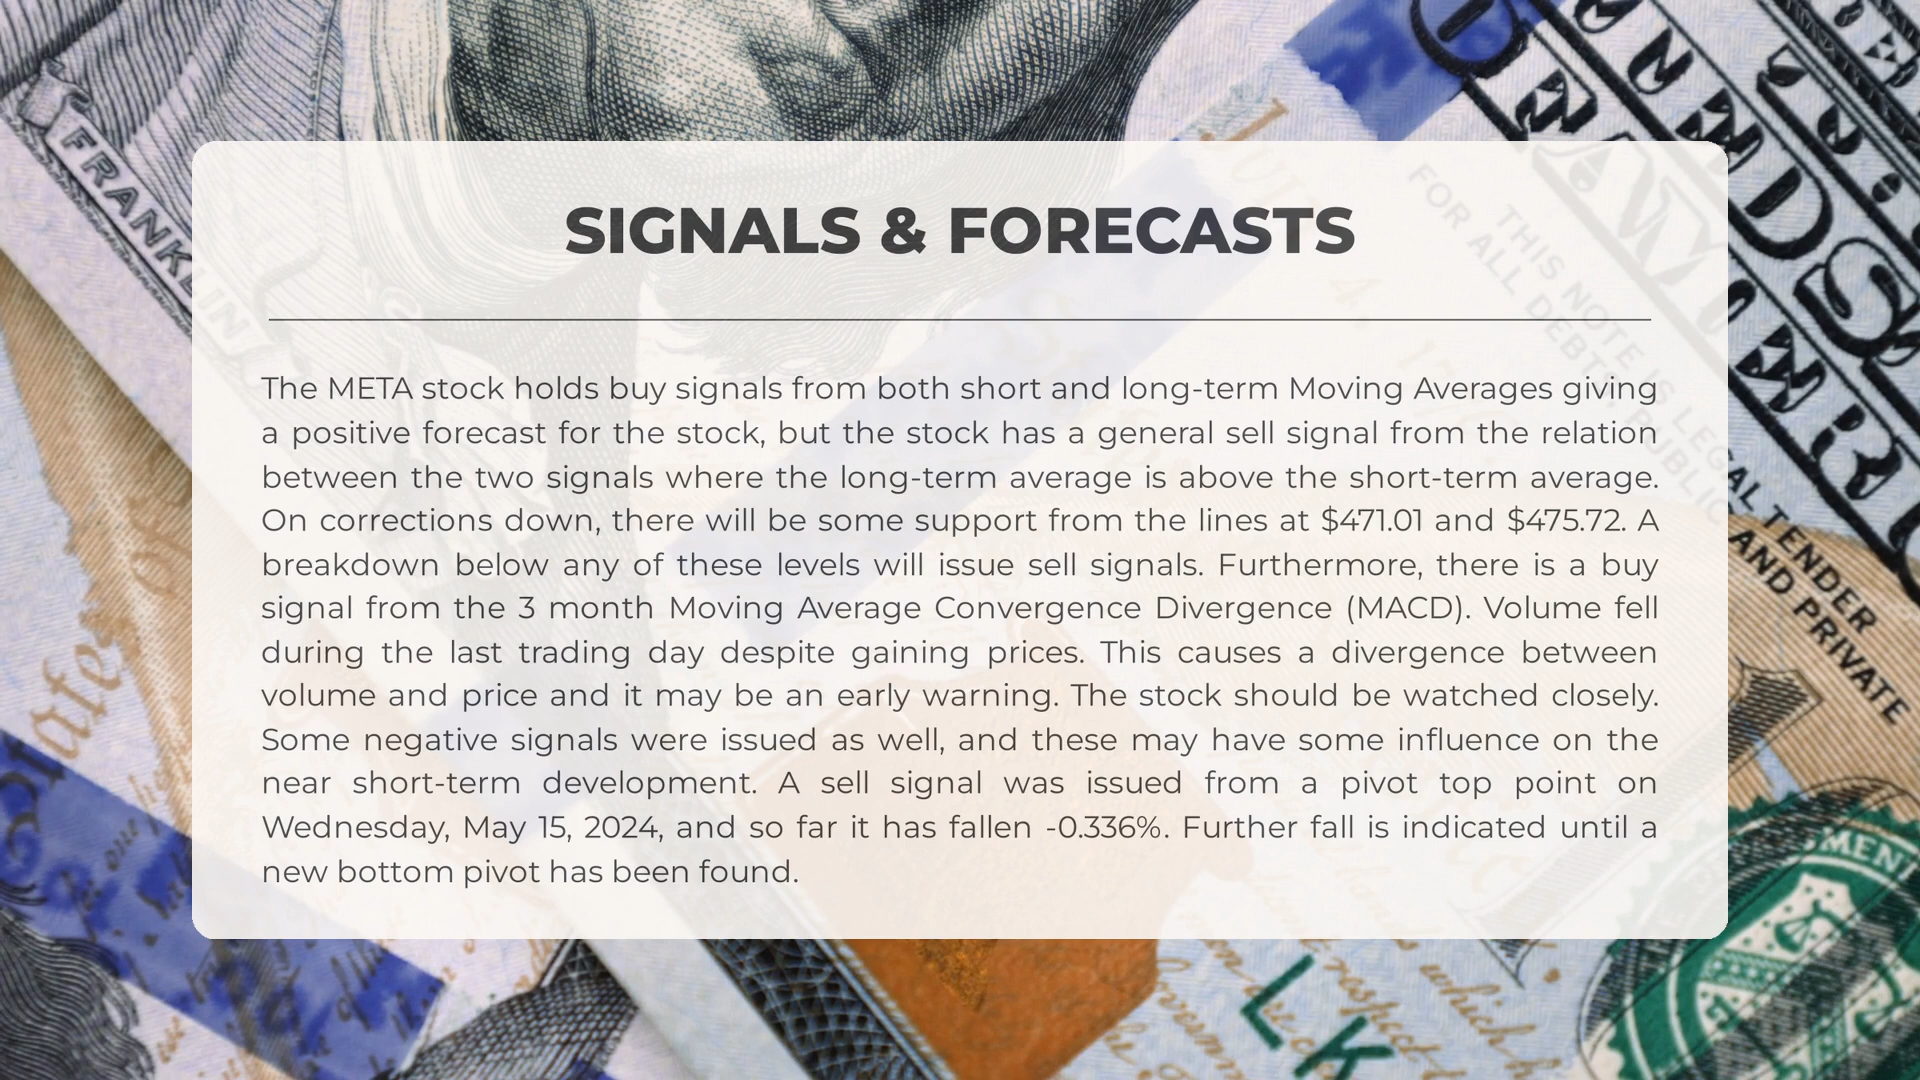 SIGNALS & FORECASTS
The META stock holds buy signals from both short and long-term Moving Averages giving
a positive forecast for the stock, but the stock has a general sell signal from the relation
between the two signals where the long-term average is above the short-term average.
On corrections down, there will be some support from the lines at $471.01 and $475.72. A
breakdown below any of these levels will issue sell signals. Furthermore, there is a buy
signal from the 3 month Moving Average Convergence Divergence (MACD). Volume fell
during the last trading day despite gaining prices. This causes a divergence between
volume and price and it may be an early warning. The stock should be watched closely.
Some negative signals were issued as well, and these may have some influence on the
near short-term development. A sell signal was issued from a pivot top point on
Wednesday, May 15, 2024, and so far it has fallen -0.336%. Further fall is indicated until a
new bottom pivot has been found.
FRANKLIN
THIS NOTE IS LEGAL TENDER
FOR ALL DEBTS, PUBLIC AND PRIVATE